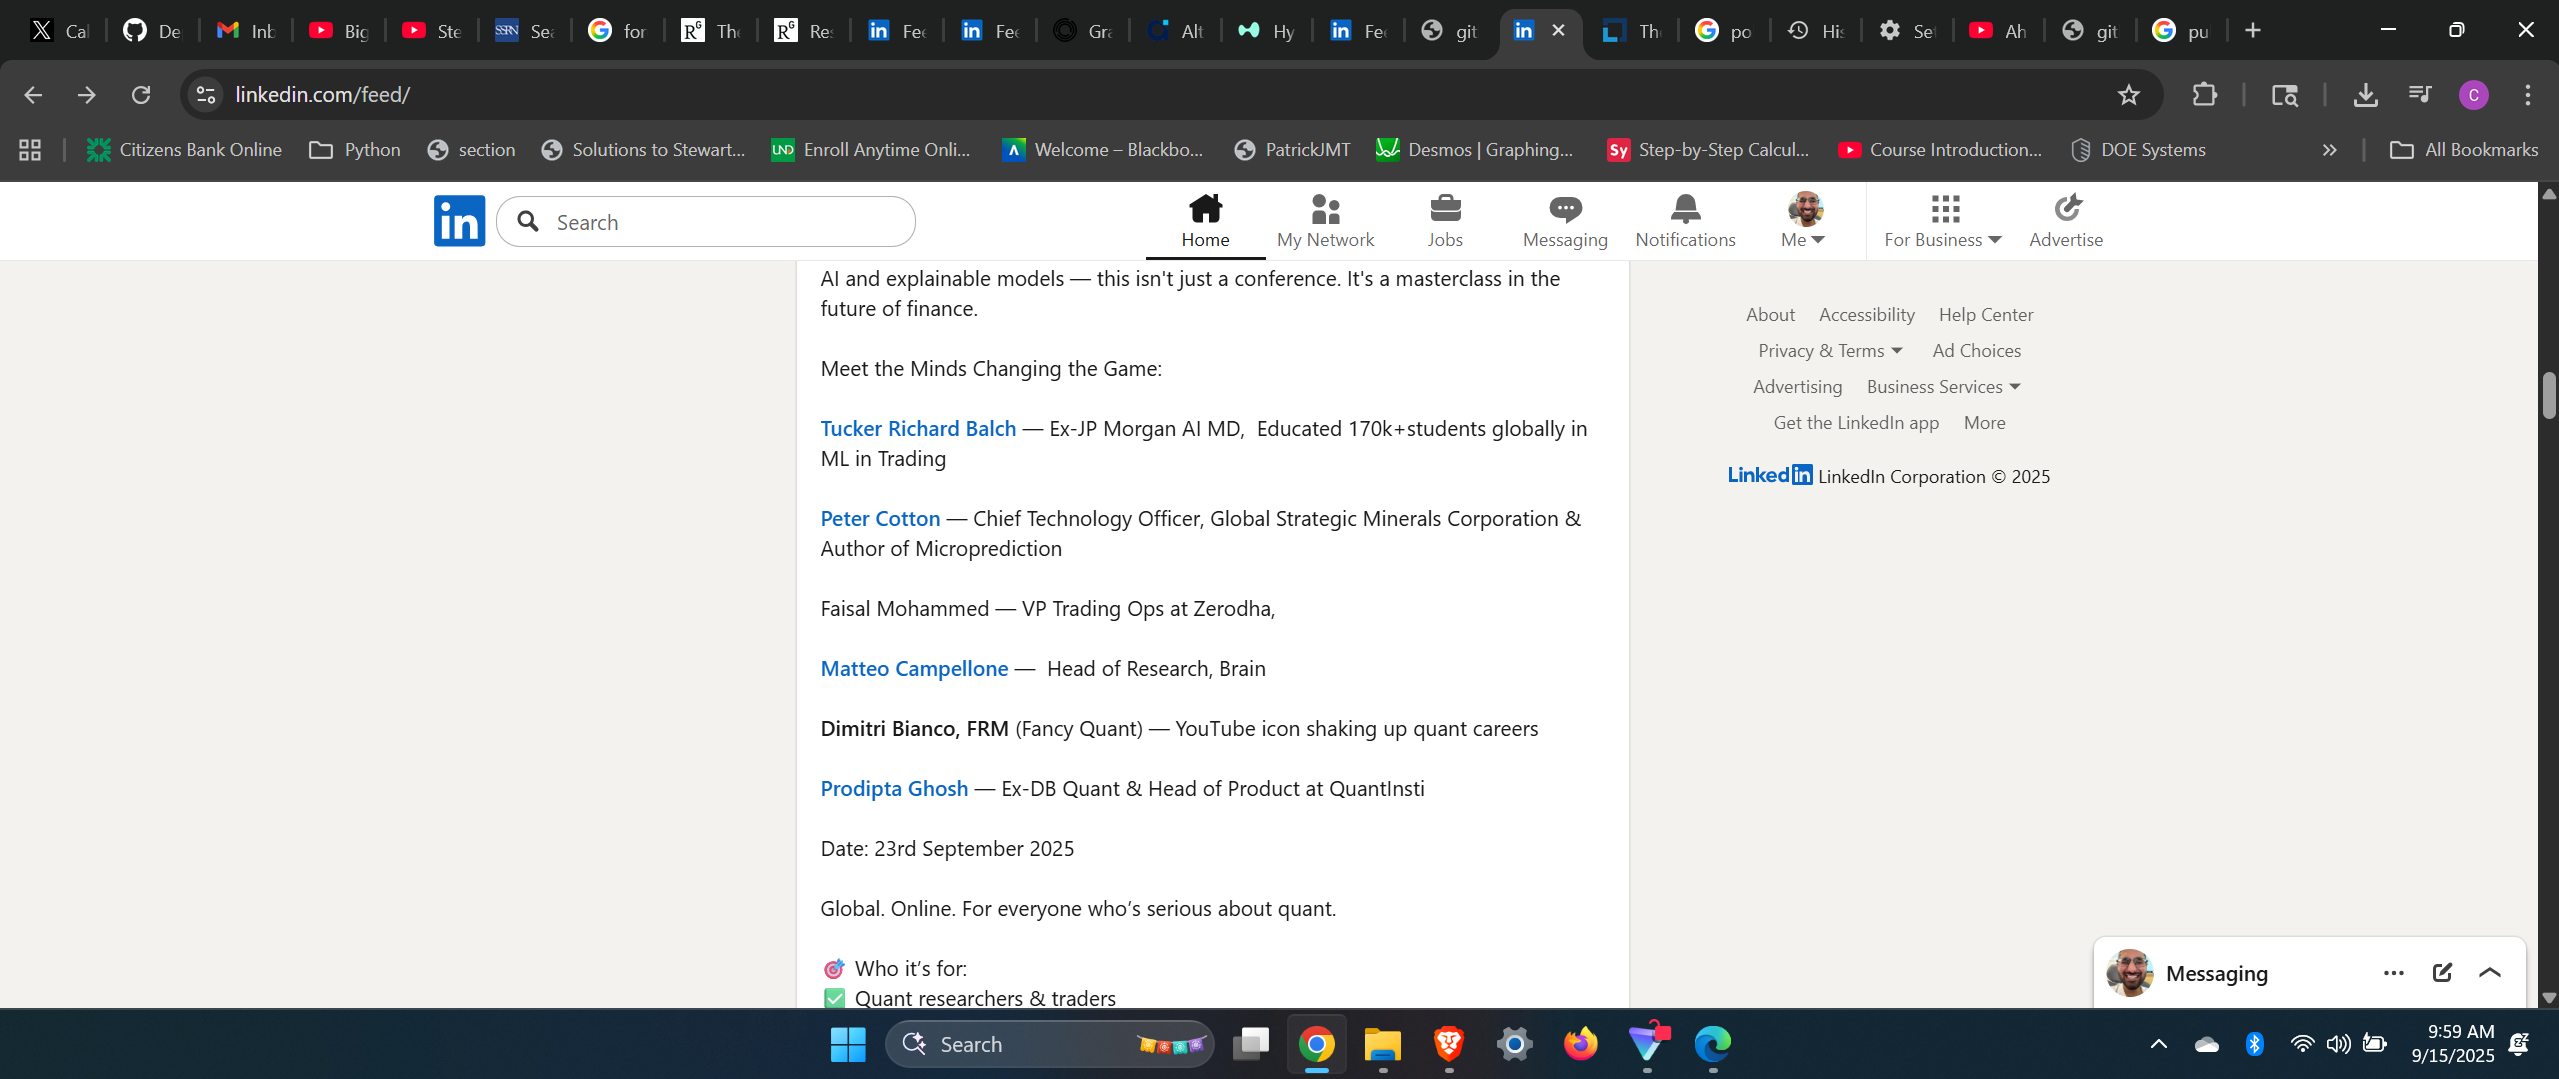 Cal
De
Inb
Big
Ste
SSRN Sea
for
RG The
RG Res
Fee
Fee
Gra
Alt
Hy
Fee
git
The
po
His
Set
Ah
git
pu
linkedin.com/feed/
C
Citizens Bank Online
Python
section
Solutions to Stewart...
UND Enroll Anytime Onli...
Welcome – Blackbo...
PatrickJMT
Desmos | Graphing...
Sy Step-by-Step Calcul...
Course Introduction...
DOE Systems
All Bookmarks
in
Search
Home
My Network
Jobs
Messaging
Notifications
Me
For Business
Advertise
AI and explainable models — this isn't just a conference. It's a masterclass in the
future of finance.
Meet the Minds Changing the Game:
Tucker Richard Balch — Ex-JP Morgan AI MD,  Educated 170k+students globally in
ML in Trading
Peter Cotton — Chief Technology Officer, Global Strategic Minerals Corporation &
Author of Microprediction
Faisal Mohammed — VP Trading Ops at Zerodha,
Matteo Campellone —  Head of Research, Brain
Dimitri Bianco, FRM (Fancy Quant) — YouTube icon shaking up quant careers
Prodipta Ghosh — Ex-DB Quant & Head of Product at QuantInsti
Date: 23rd September 2025
Global. Online. For everyone who’s serious about quant.
🎯 Who it’s for:
✅ Quant researchers & traders
About Accessibility Help Center
Privacy & Terms Ad Choices
Advertising Business Services
Get the LinkedIn app More
LinkedIn LinkedIn Corporation © 2025
Messaging
Search
9:59 AM
9/15/2025